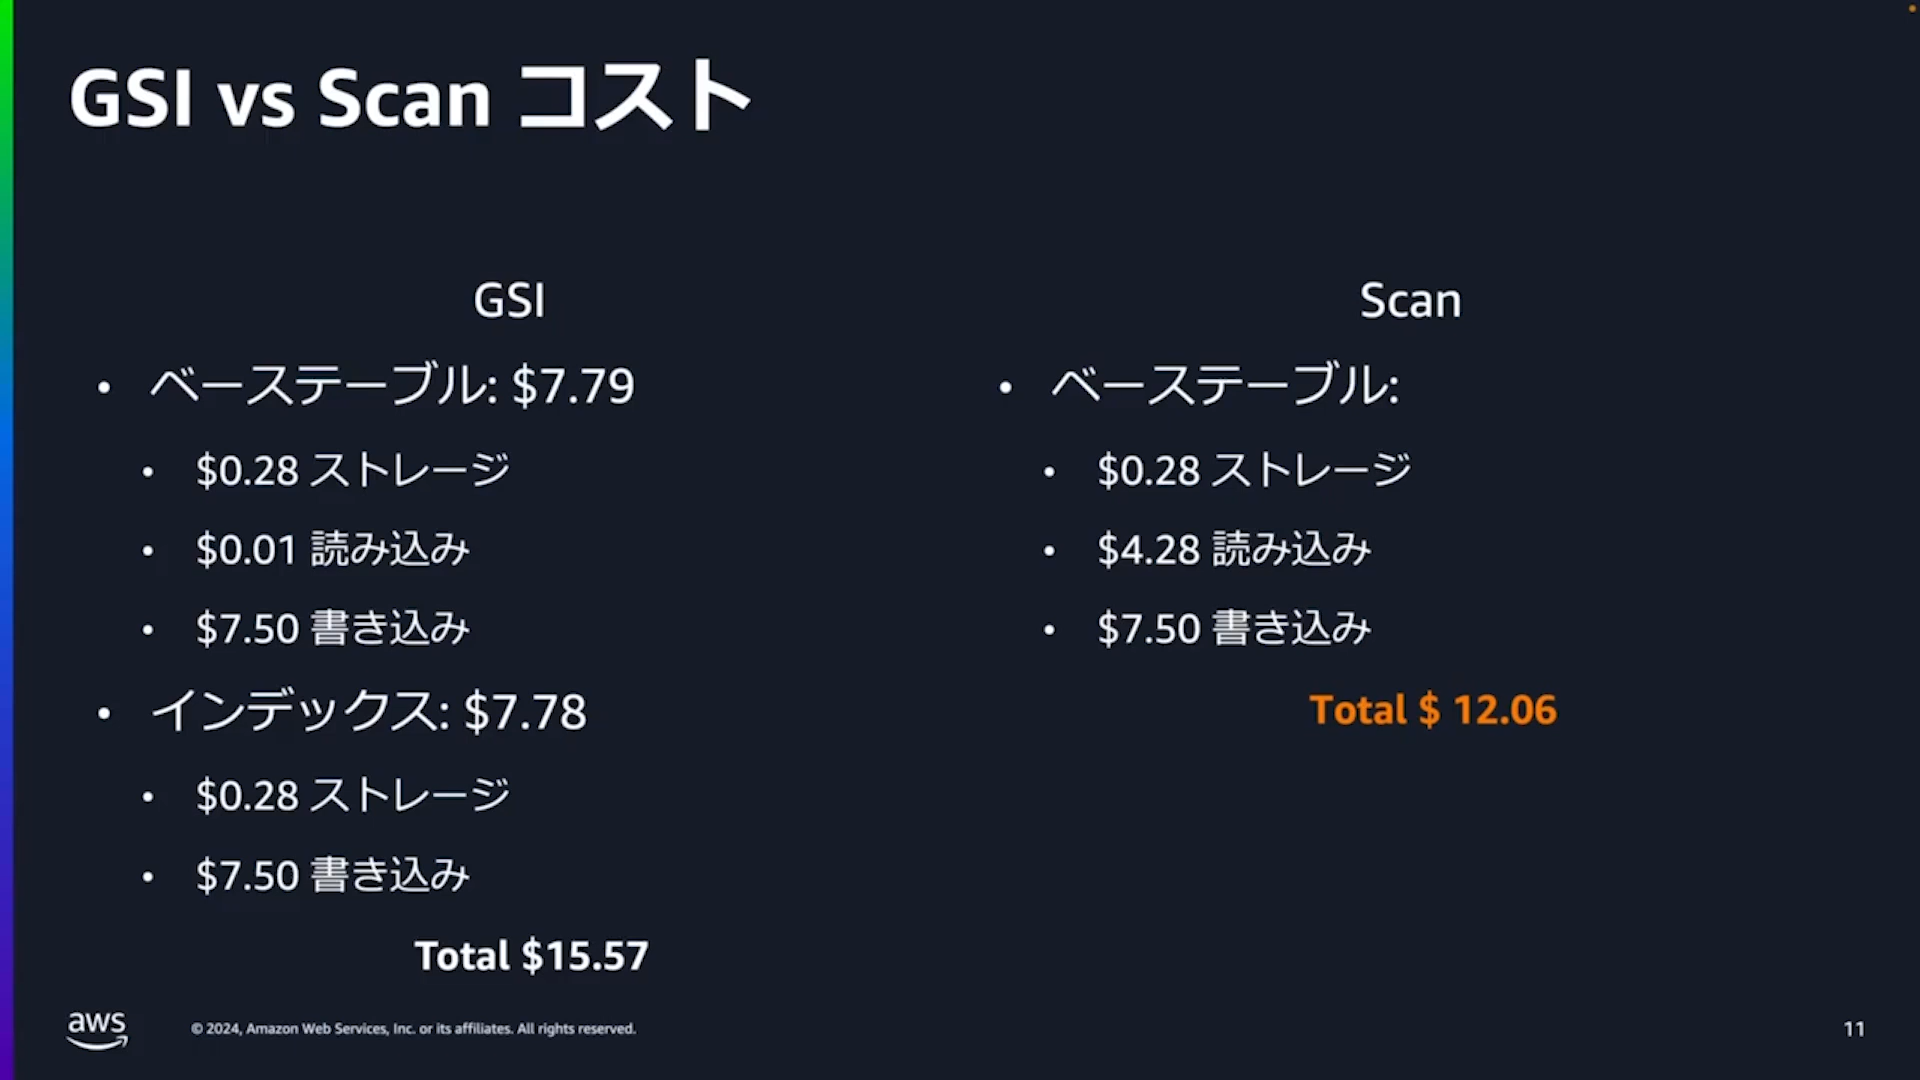 GSI vs Scan コスト
GSI
• ベーステーブル: $7.79
• $0.28 ストレージ
• $0.01 読み込み
• $7.50 書き込み
• インデックス: $7.78
• $0.28 ストレージ
• $7.50 書き込み
Total $15.57
Scan
• ベーステーブル:
• $0.28 ストレージ
• $4.28 読み込み
• $7.50 書き込み
Total $ 12.06
aws
© 2024, Amazon Web Services, Inc. or its affiliates. All rights reserved.
11